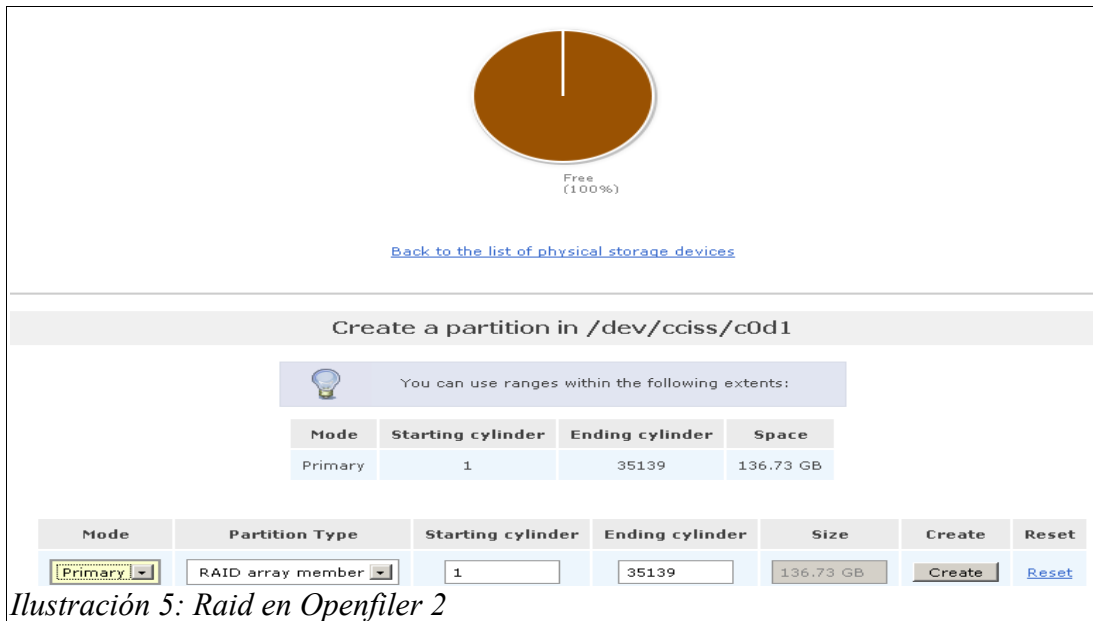 Free
(100%)
Back to the list of physical storage devices
Create a partition in /dev/cciss/c0d1
You can use ranges within the following extents:
Mode Starting cylinder Ending cylinder Space
Primary 1 35139 136.73 GB
Mode Partition Type Starting cylinder Ending cylinder Size Create Reset
Primary RAID array member 1 35139 136.73 GB Create Reset
Ilustración 5: Raid en Openfiler 2